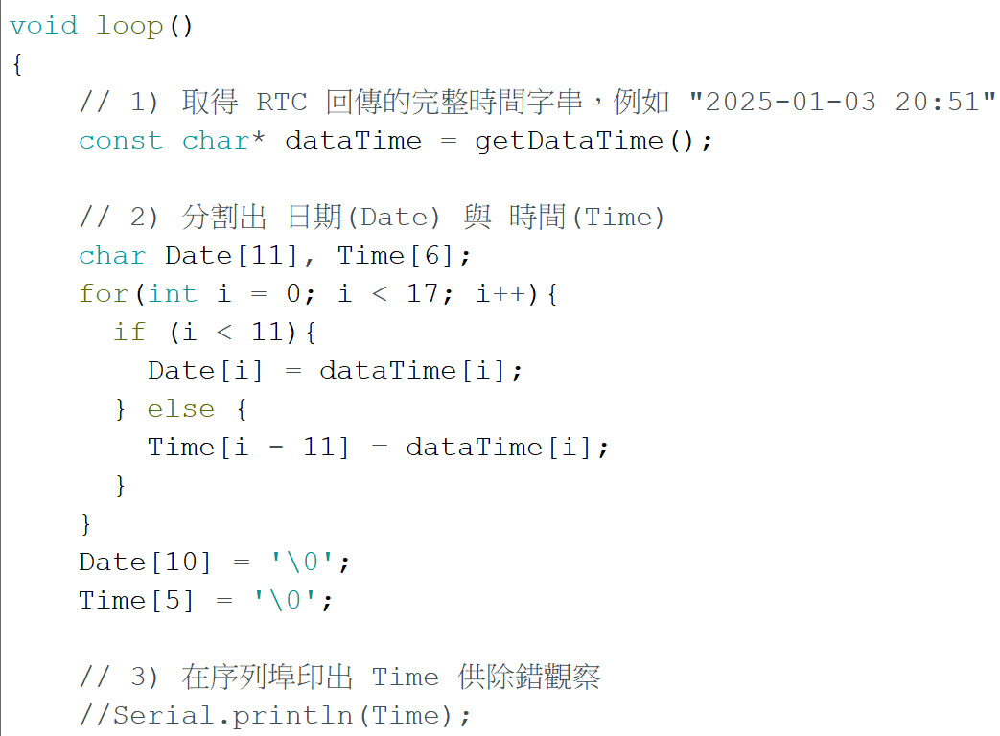 void loop()
{
    // 1) 取得 RTC 回傳的完整時間字串，例如 "2025-01-03 20:51"
    const char* dataTime = getDataTime();

    // 2) 分割出 日期(Date) 與 時間(Time)
    char Date[11], Time[6];
    for(int i = 0; i < 17; i++){
      if (i < 11){
        Date[i] = dataTime[i];
      } else {
        Time[i - 11] = dataTime[i];
      }
    }
    Date[10] = '\0';
    Time[5] = '\0';

    // 3) 在序列埠印出 Time 供除錯觀察
    //Serial.println(Time);